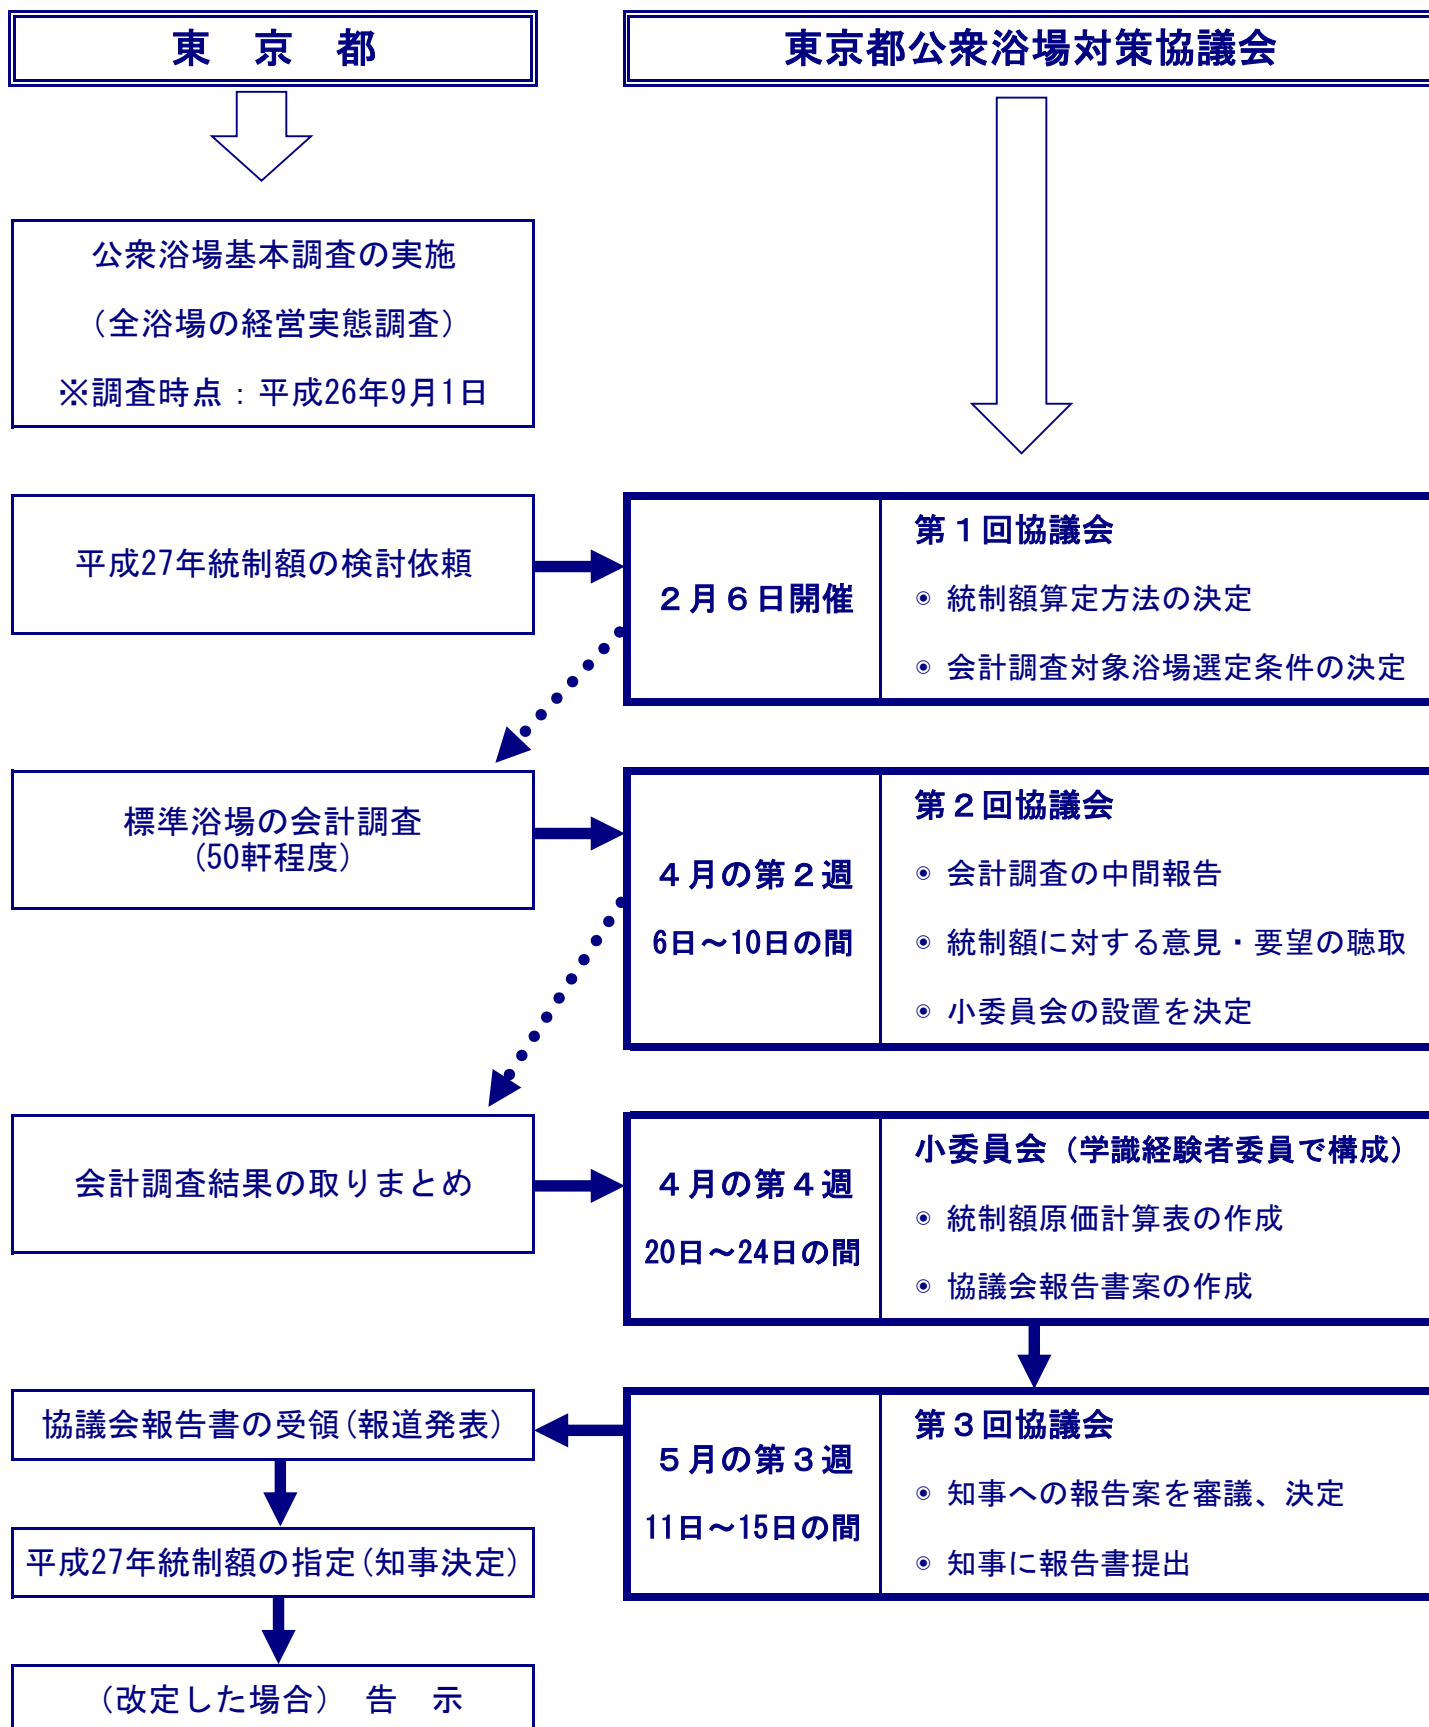 東　京　都
東京都公衆浴場対策協議会
公衆浴場基本調査の実施
（全浴場の経営実態調査）
※調査時点：平成26年9月1日
平成27年統制額の検討依頼
２月６日開催
第１回協議会
◉ 統制額算定方法の決定
◉ 会計調査対象浴場選定条件の決定
標準浴場の会計調査
(50軒程度)
４月の第２週
6日～10日の間
第２回協議会
◉ 会計調査の中間報告
◉ 統制額に対する意見・要望の聴取
◉ 小委員会の設置を決定
会計調査結果の取りまとめ
４月の第４週
20日～24日の間
小委員会（学識経験者委員で構成）
◉ 統制額原価計算表の作成
◉ 協議会報告書案の作成
協議会報告書の受領(報道発表)
５月の第３週
11日～15日の間
第３回協議会
◉ 知事への報告案を審議、決定
◉ 知事に報告書提出
平成27年統制額の指定(知事決定)
（改定した場合）　告　示